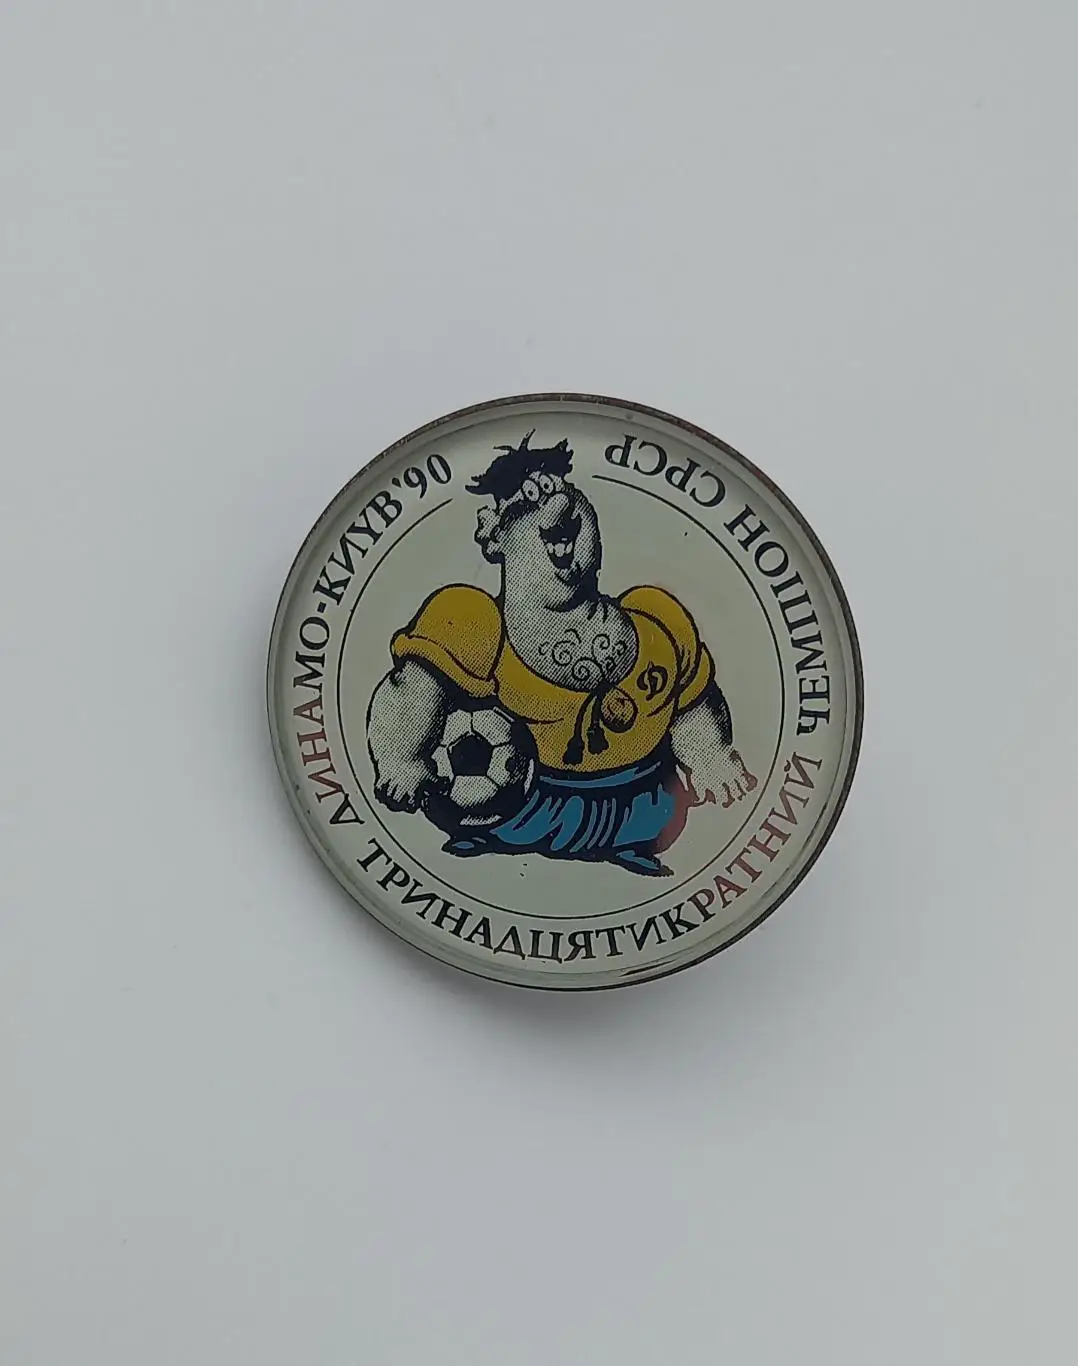 ДИНАМО-КИЇВ'90
ТРИНАДЦЯТИКРАТНИЙ ЧЕМПІОН СРСР
Д